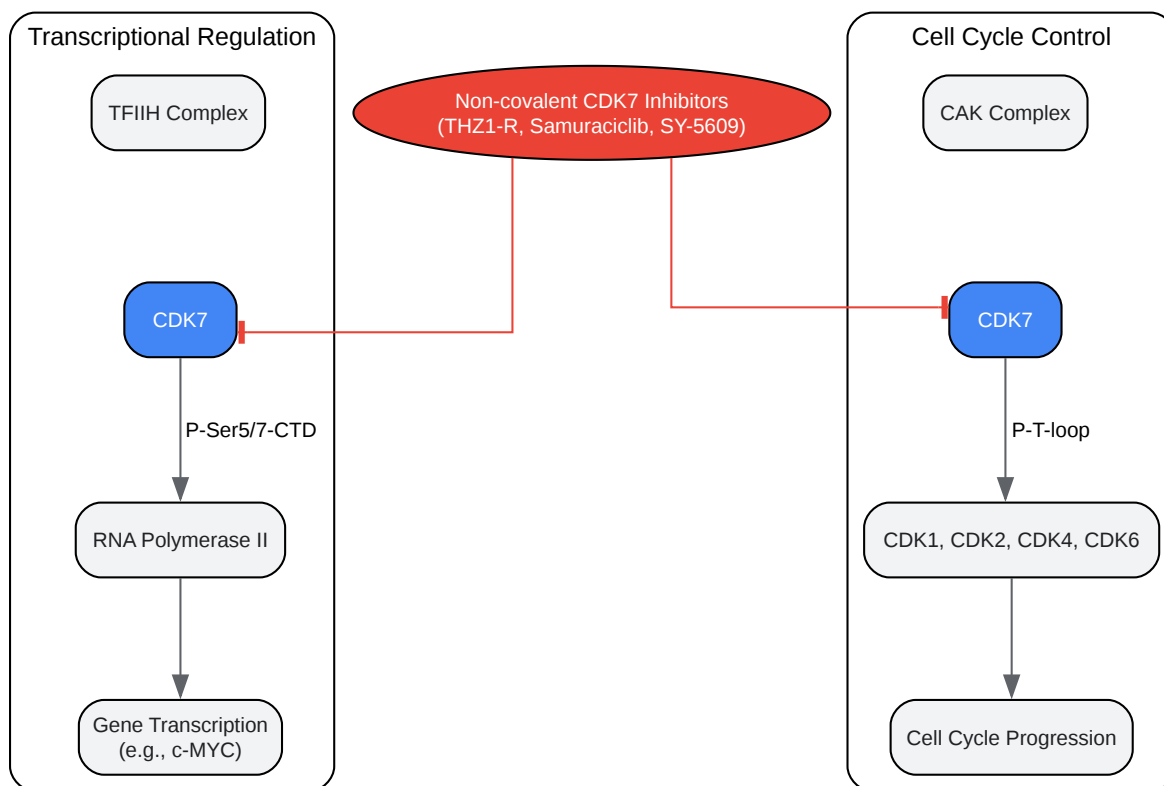 Transcriptional Regulation
TFIIH Complex
CDK7
P-Ser5/7-CTD
RNA Polymerase II
Gene Transcription
(e.g., c-MYC)
Non-covalent CDK7 Inhibitors
(THZ1-R, Samuraciclib, SY-5609)
Cell Cycle Control
CAK Complex
CDK7
P-T-loop
CDK1, CDK2, CDK4, CDK6
Cell Cycle Progression